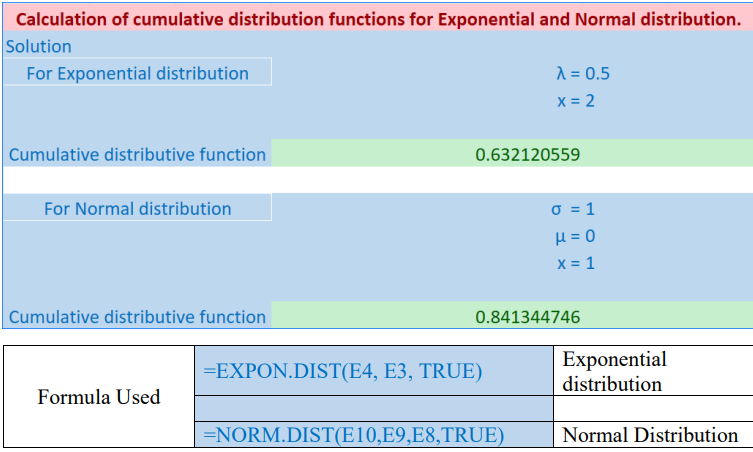 Calculation of cumulative distribution functions for Exponential and Normal distribution.
Solution
For Exponential distribution λ = 0.5
x = 2
Cumulative distributive function 0.632120559
For Normal distribution σ = 1
μ = 0
x = 1
Cumulative distributive function 0.841344746
Formula Used
=EXPON.DIST(E4, E3, TRUE)
Exponential
distribution
=NORM.DIST(E10,E9,E8,TRUE) Normal Distribution